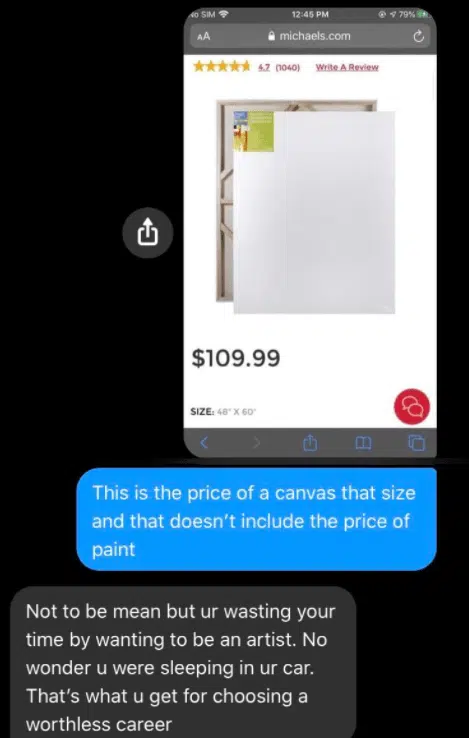 No SIM 12:45 PM 79%
AA michaels.com
4.7 (1040) Write A Review
$109.99
SIZE: 48" X 60"
This is the price of a canvas that size
and that doesn't include the price of
paint
Not to be mean but ur wasting your
time by wanting to be an artist. No
wonder u were sleeping in ur car.
That's what u get for choosing a
worthless career